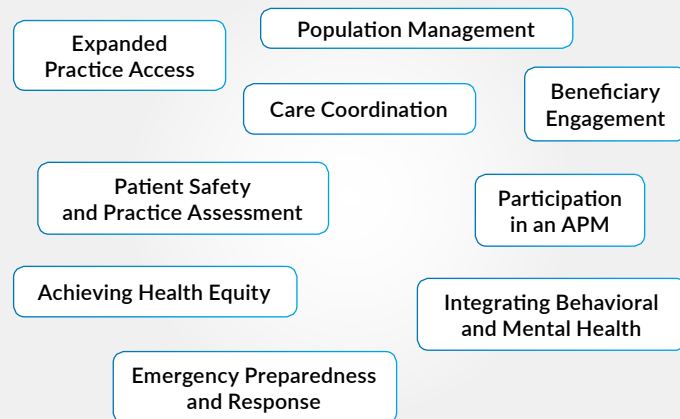 Expanded
Practice Access
Population Management
Care Coordination
Beneficiary
Engagement
Patient Safety
and Practice Assessment
Participation
in an APM
Achieving Health Equity
Integrating Behavioral
and Mental Health
Emergency Preparedness
and Response